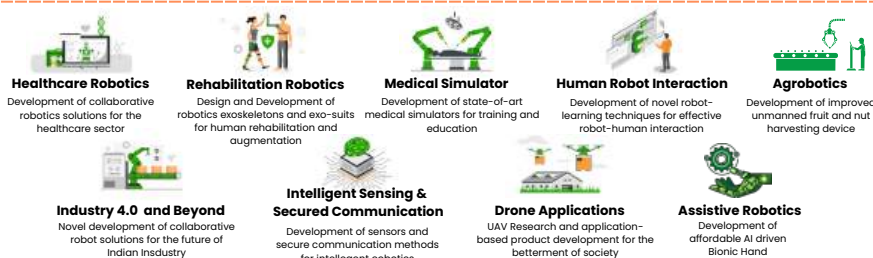 Healthcare Robotics
Development of collaborative
robotics solutions for the
healthcare sector
Rehabilitation Robotics
Design and Development of
robotics exoskeletons and exo-suits
for human rehabilitation and
augmentation
Medical Simulator
Development of state-of-art
medical simulators for training and
education
Human Robot Interaction
Development of novel robot-
learning techniques for effective
robot-human interaction
Agrobotics
Development of improved
unmanned fruit and nut
harvesting device
Industry 4.0 and Beyond
Novel development of collaborative
robot solutions for the future of
Indian Insdustry
Intelligent Sensing &
Secured Communication
Development of sensors and
secure communication methods
for intellegent robotics
Drone Applications
UAV Research and application-
based product development for the
betterment of society
Assistive Robotics
Development of
affordable AI driven
Bionic Hand